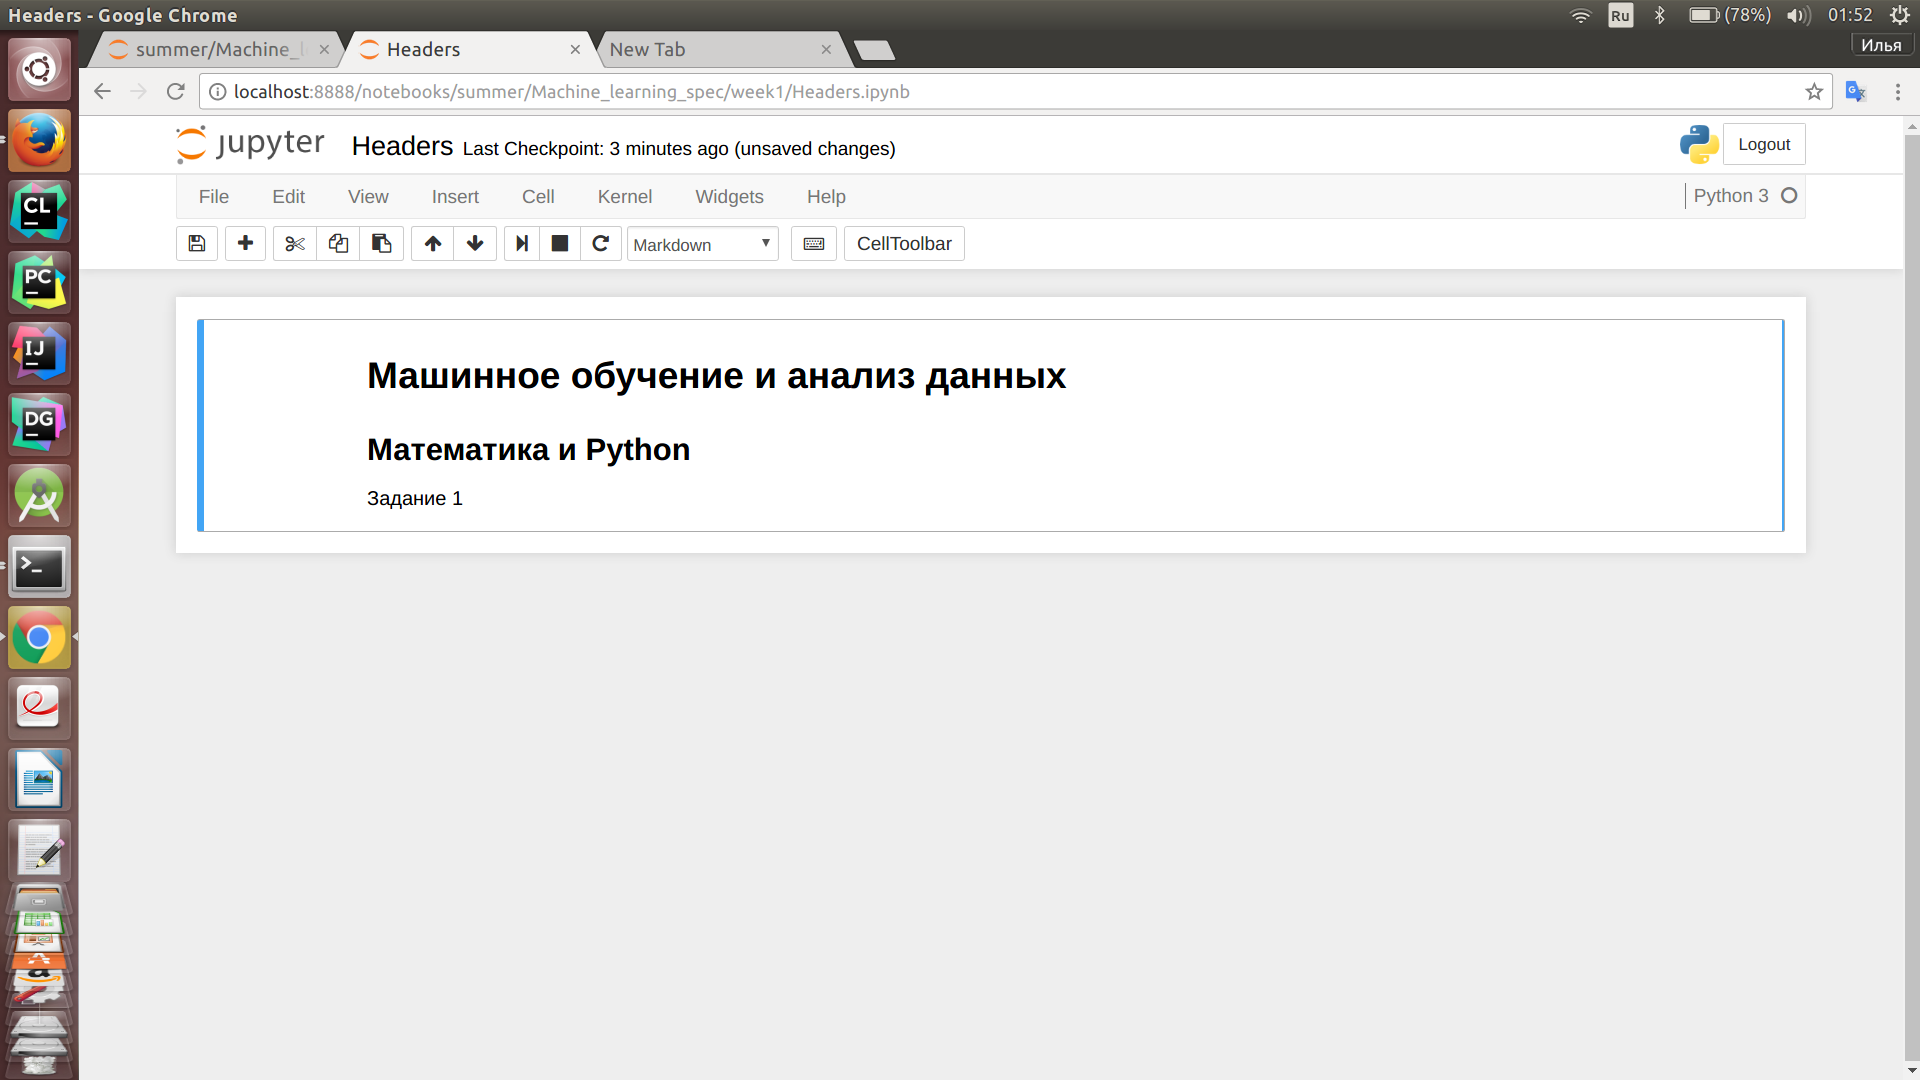 Headers - Google Chrome
Ru
(78%)
01:52
summer/Machine_l
Headers
New Tab
Илья
localhost:8888/notebooks/summer/Machine_learning_spec/week1/Headers.ipynb
jupyter
Headers Last Checkpoint: 3 minutes ago (unsaved changes)
Logout
File Edit View Insert Cell Kernel Widgets Help
Python 3
Markdown
CellToolbar
CL
PC
IJ
DG
Машинное обучение и анализ данных
Математика и Python
Задание 1